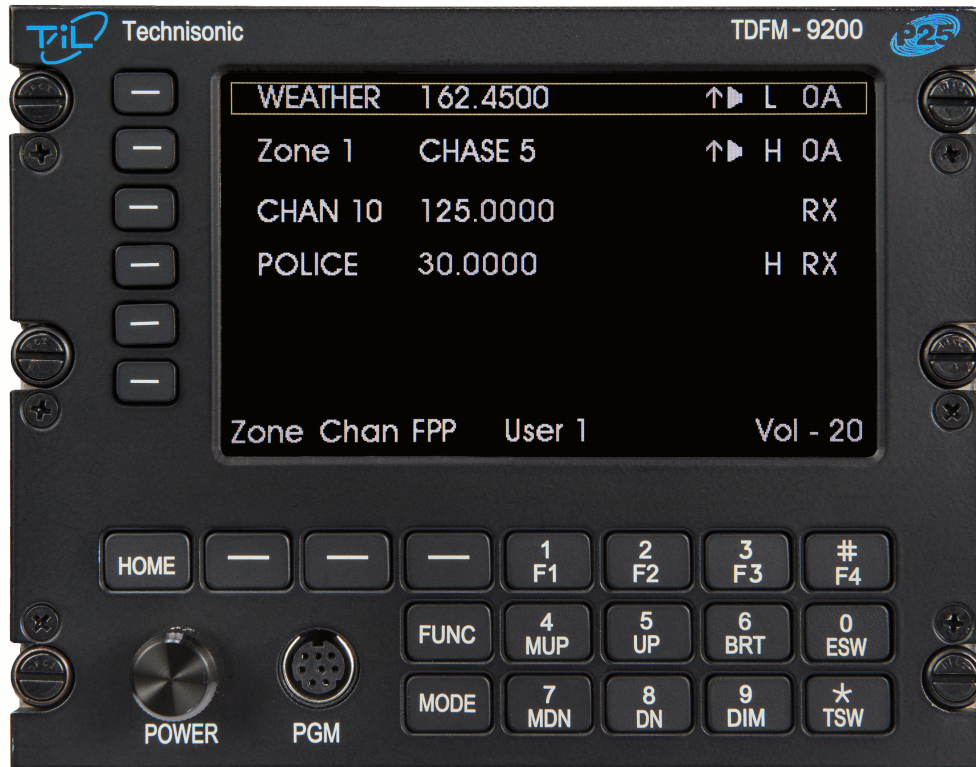 TiL Technisonic TDFM - 9200 P25
WEATHER 162.4500 L 0A
Zone 1 CHASE 5 H 0A
CHAN 10 125.0000 RX
POLICE 30.0000 H RX
Zone Chan FPP User 1 Vol - 20
HOME 1 F1 2 F2 3 F3 # F4
FUNC 4 MUP 5 UP 6 BRT 0 ESW
MODE 7 MDN 8 DN 9 DIM * TSW
POWER PGM